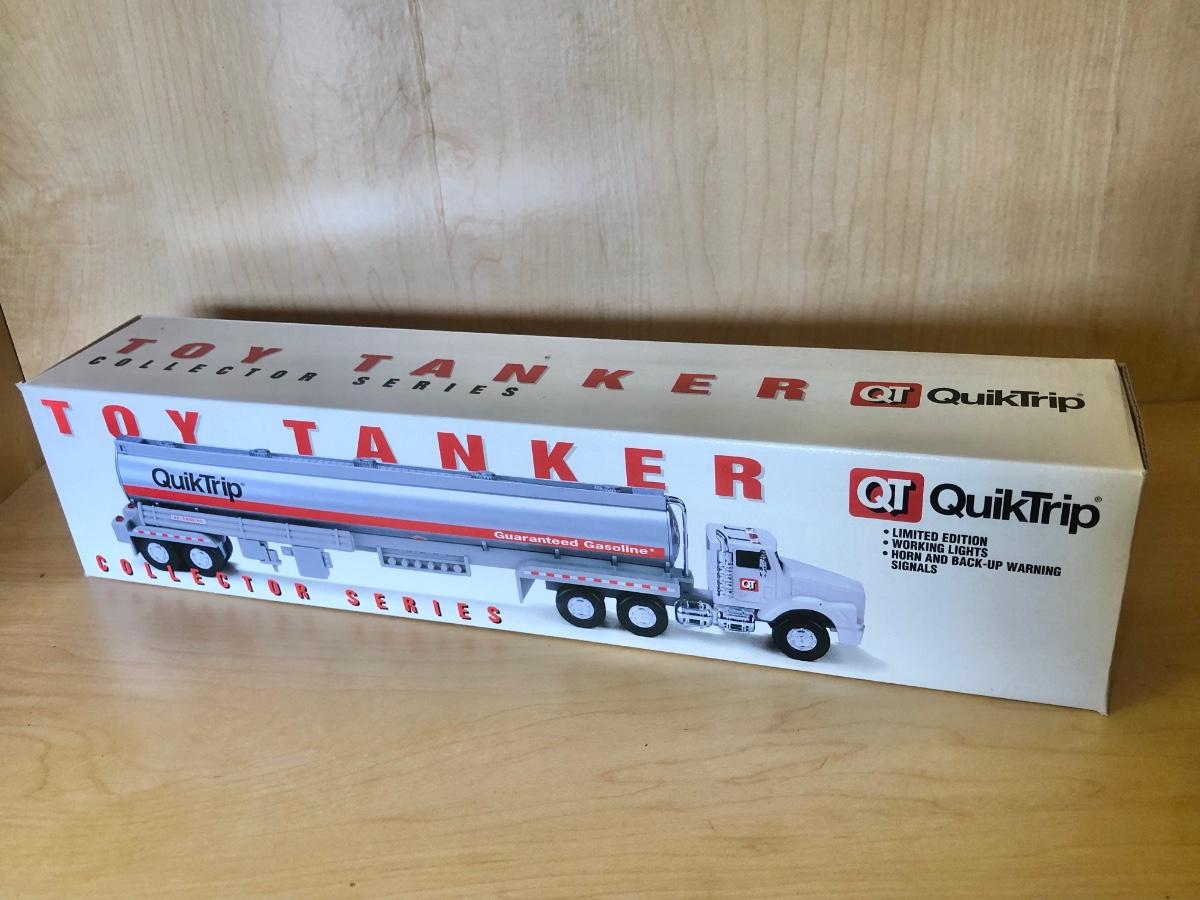 TOY TANKER
COLLECTOR SERIES
QT QuikTrip®
TOY TANKER
QuikTrip®
Guaranteed Gasoline®
QT
COLLECTOR SERIES
QT QuikTrip®
• LIMITED EDITION
• WORKING LIGHTS
• HORN AND BACK-UP WARNING
SIGNALS